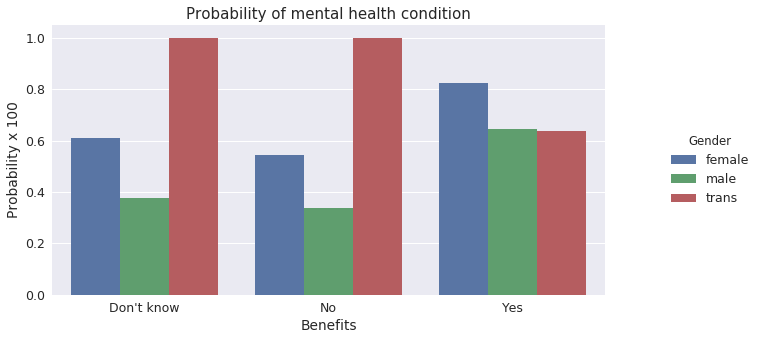 Probability of mental health condition
Probability x 100
1.0
0.8
0.6
0.4
0.2
0.0
Don't know
No
Yes
Benefits
Gender
female
male
trans